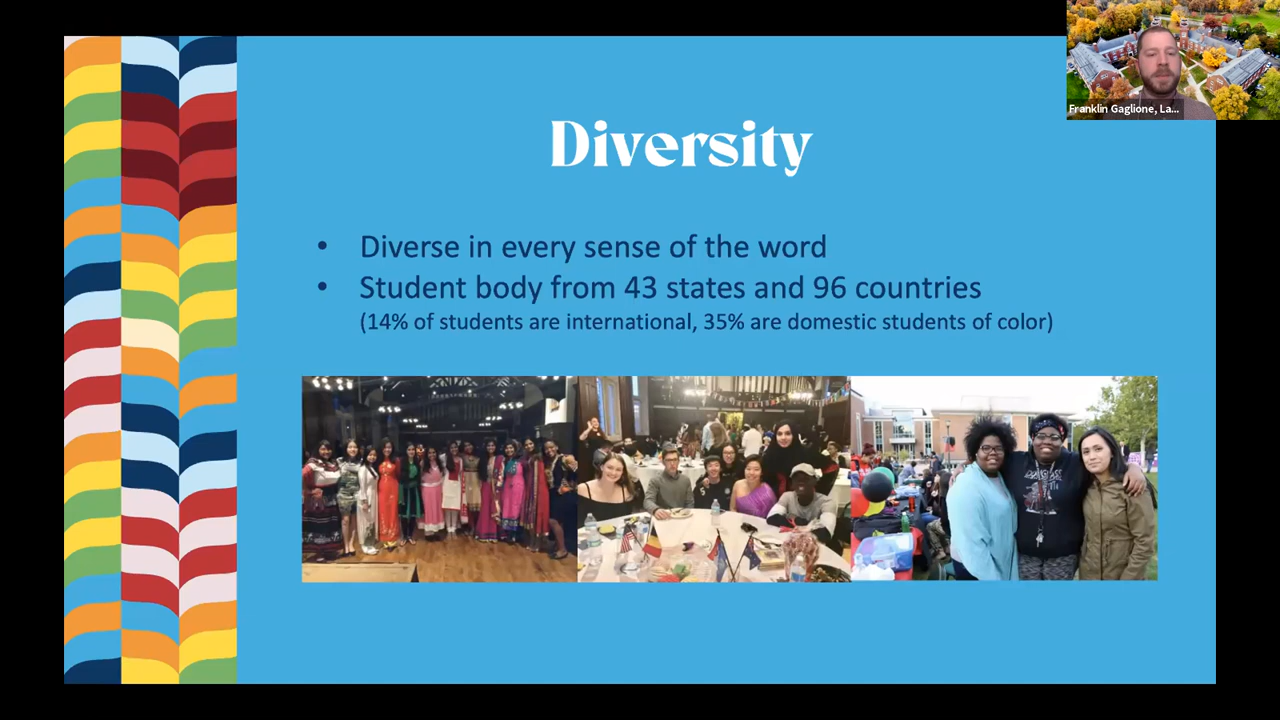 Franklin Gaglione, La...
Diversity
• Diverse in every sense of the word
• Student body from 43 states and 96 countries
(14% of students are international, 35% are domestic students of color)